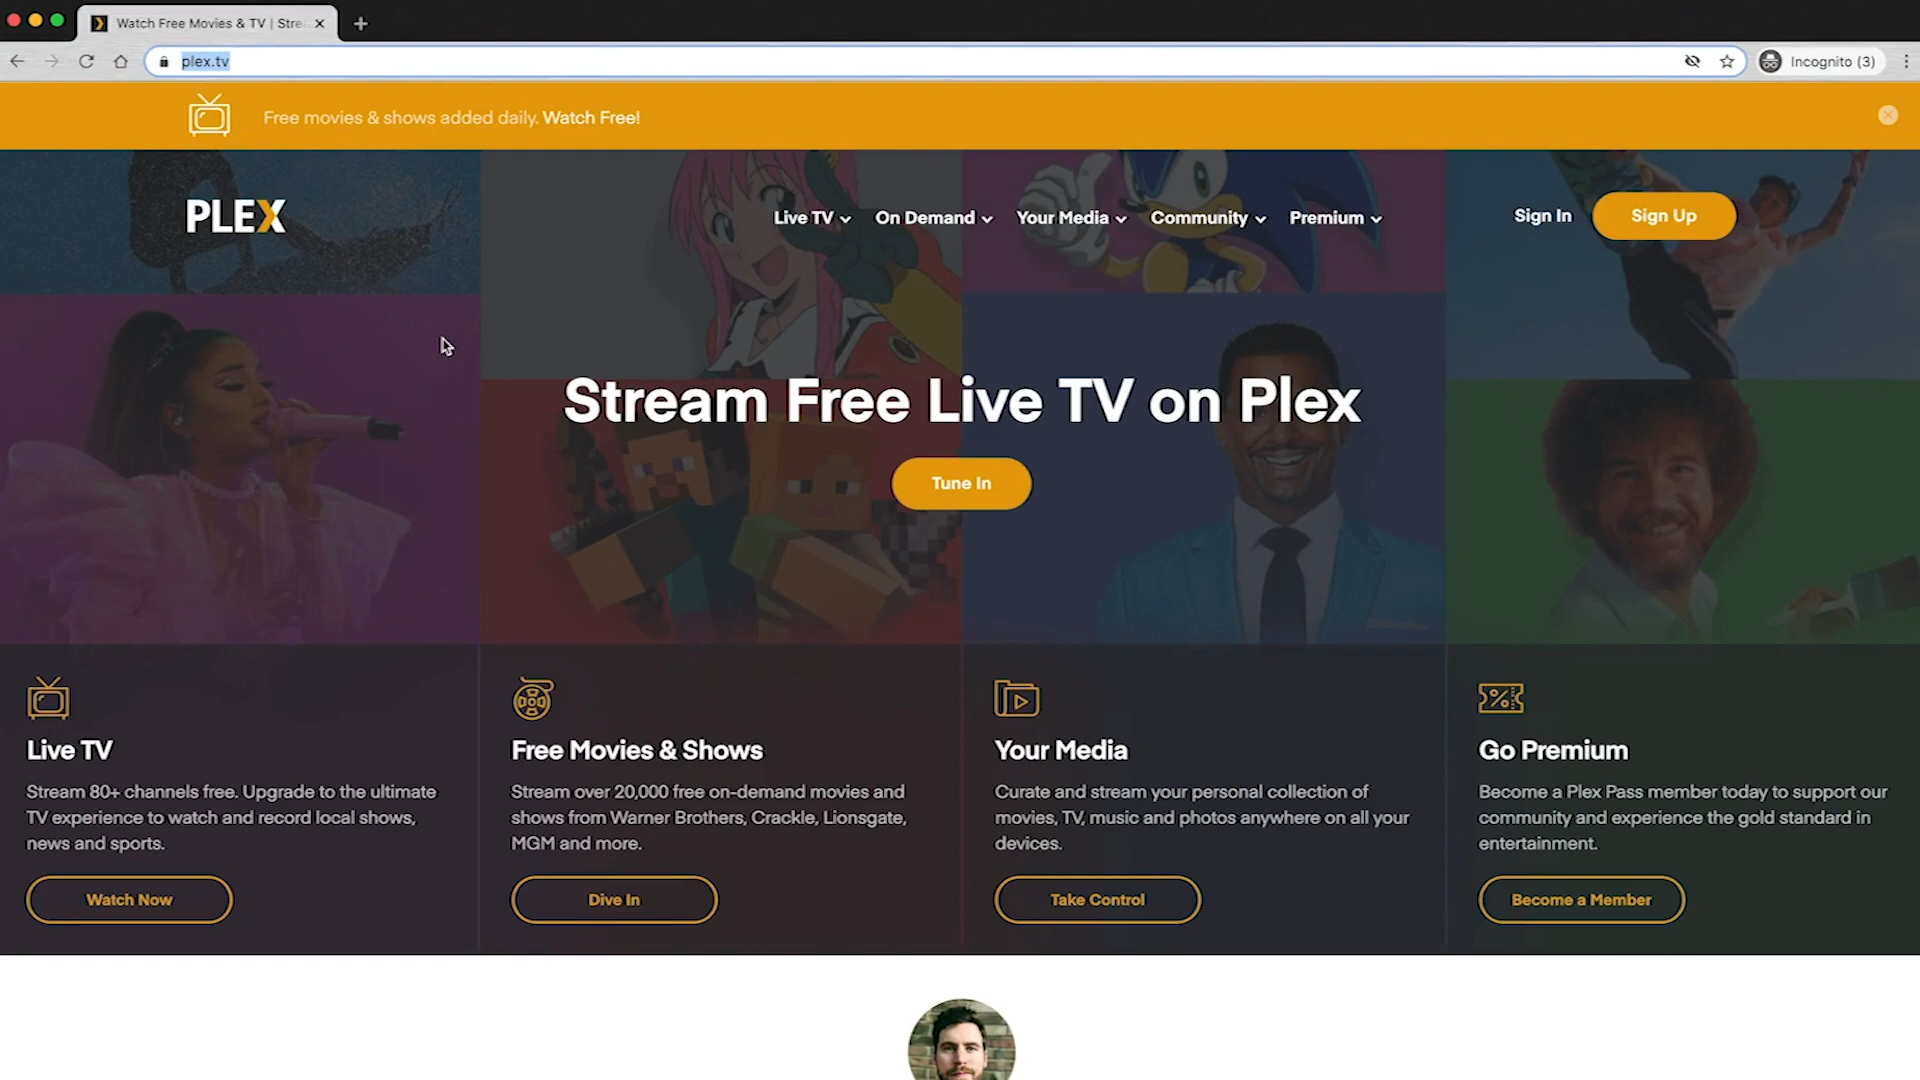 Watch Free Movies & TV | Stre
plex.tv
Incognito (3)
Free movies & shows added daily. Watch Free!
PLEX
Live TV
On Demand
Your Media
Community
Premium
Sign In
Sign Up
Stream Free Live TV on Plex
Tune In
Live TV
Stream 80+ channels free. Upgrade to the ultimate
TV experience to watch and record local shows,
news and sports.
Watch Now
Free Movies & Shows
Stream over 20,000 free on-demand movies and
shows from Warner Brothers, Crackle, Lionsgate,
MGM and more.
Dive In
Your Media
Curate and stream your personal collection of
movies, TV, music and photos anywhere on all your
devices.
Take Control
Go Premium
Become a Plex Pass member today to support our
community and experience the gold standard in
entertainment.
Become a Member